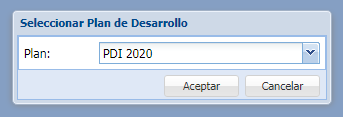 Seleccionar Plan de Desarrollo
Plan: PDI 2020
Aceptar Cancelar